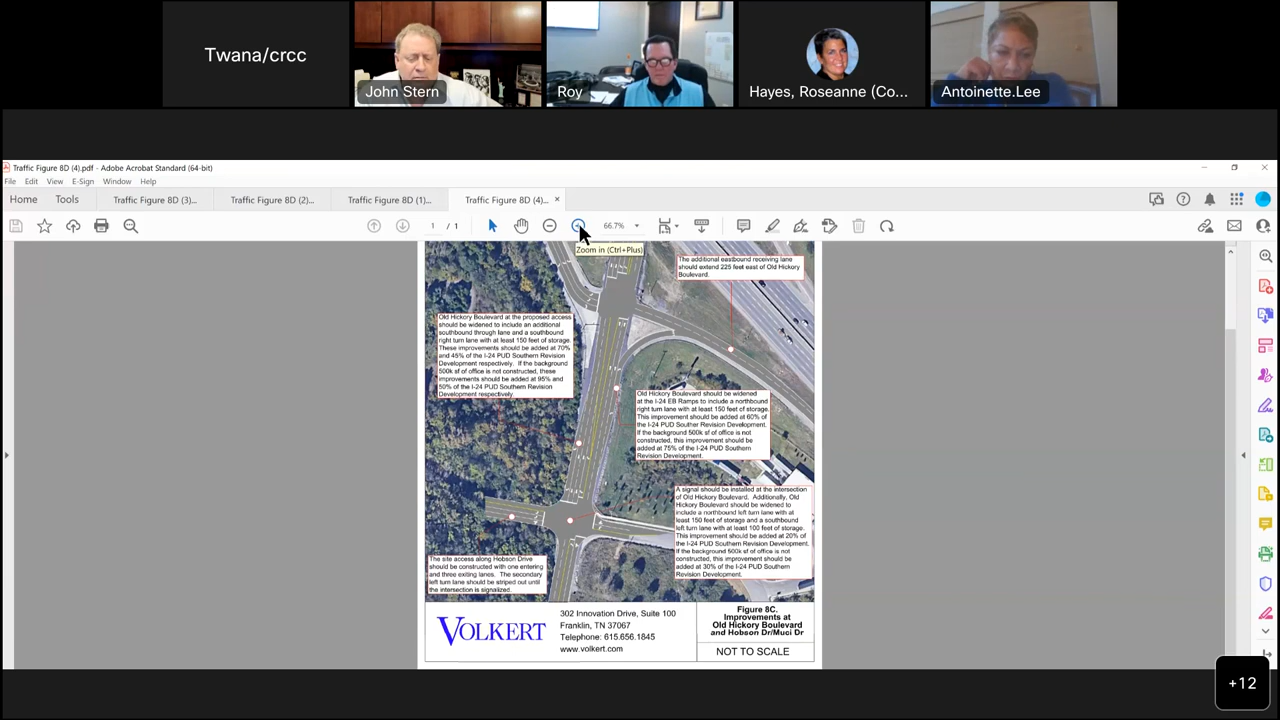 Twana/crcc
John Stern
Roy
Hayes, Roseanne (Co...
Antoinette.Lee
Traffic Figure 8D (4).pdf - Adobe Acrobat Standard (64-bit)
File Edit View E-Sign Window Help
Home Tools Traffic Figure 8D (3)... Traffic Figure 8D (2)... Traffic Figure 8D (1)... Traffic Figure 8D (4)... ×
1 / 1 66.7%
Zoom in (Ctrl+Plus)
The additional eastbound receiving lane
should extend 225 feet east of Old Hickory
Boulevard.
Old Hickory Boulevard at the proposed access
should be widened to include an additional
southbound through lane and a southbound
right turn lane with at least 150 feet of storage.
These improvements should be added at 70%
and 45% of the I-24 PUD Southern Revision
Development respectively. If the background
500k sf of office is not constructed, these
improvements should be added at 95% and
50% of the I-24 PUD Southern Revision
Development respectively.
Old Hickory Boulevard should be widened
at the I-24 EB Ramps to include a northbound
right turn lane with at least 150 feet of storage.
This improvement should be added at 60% of
the I-24 PUD Souther Revision Development.
If the background 500k sf of office is not
constructed, this improvement should be
added at 75% of the I-24 PUD Southern
Revision Development.
A signal should be installed at the intersection
of Old Hickory Boulevard. Additionally, Old
Hickory Boulevard should be widened to
include a northbound left turn lane with at
least 150 feet of storage and a southbound
left turn lane with at least 100 feet of storage.
This improvement should be added at 20% of
the I-24 PUD Southern Revision Development.
If the background 500k sf of office is not
constructed, this improvement should be
added at 30% of the I-24 PUD Southern
Revision Development.
The site access along Hobson Drive
should be constructed with one entering
and three exiting lanes. The secondary
left turn lane should be striped out until
the intersection is signalized.
VOLKERT
302 Innovation Drive, Suite 100
Franklin, TN 37067
Telephone: 615.656.1845
www.volkert.com
Figure 8C.
Improvements at
Old Hickory Boulevard
and Hobson Dr/Muci Dr
NOT TO SCALE
+12